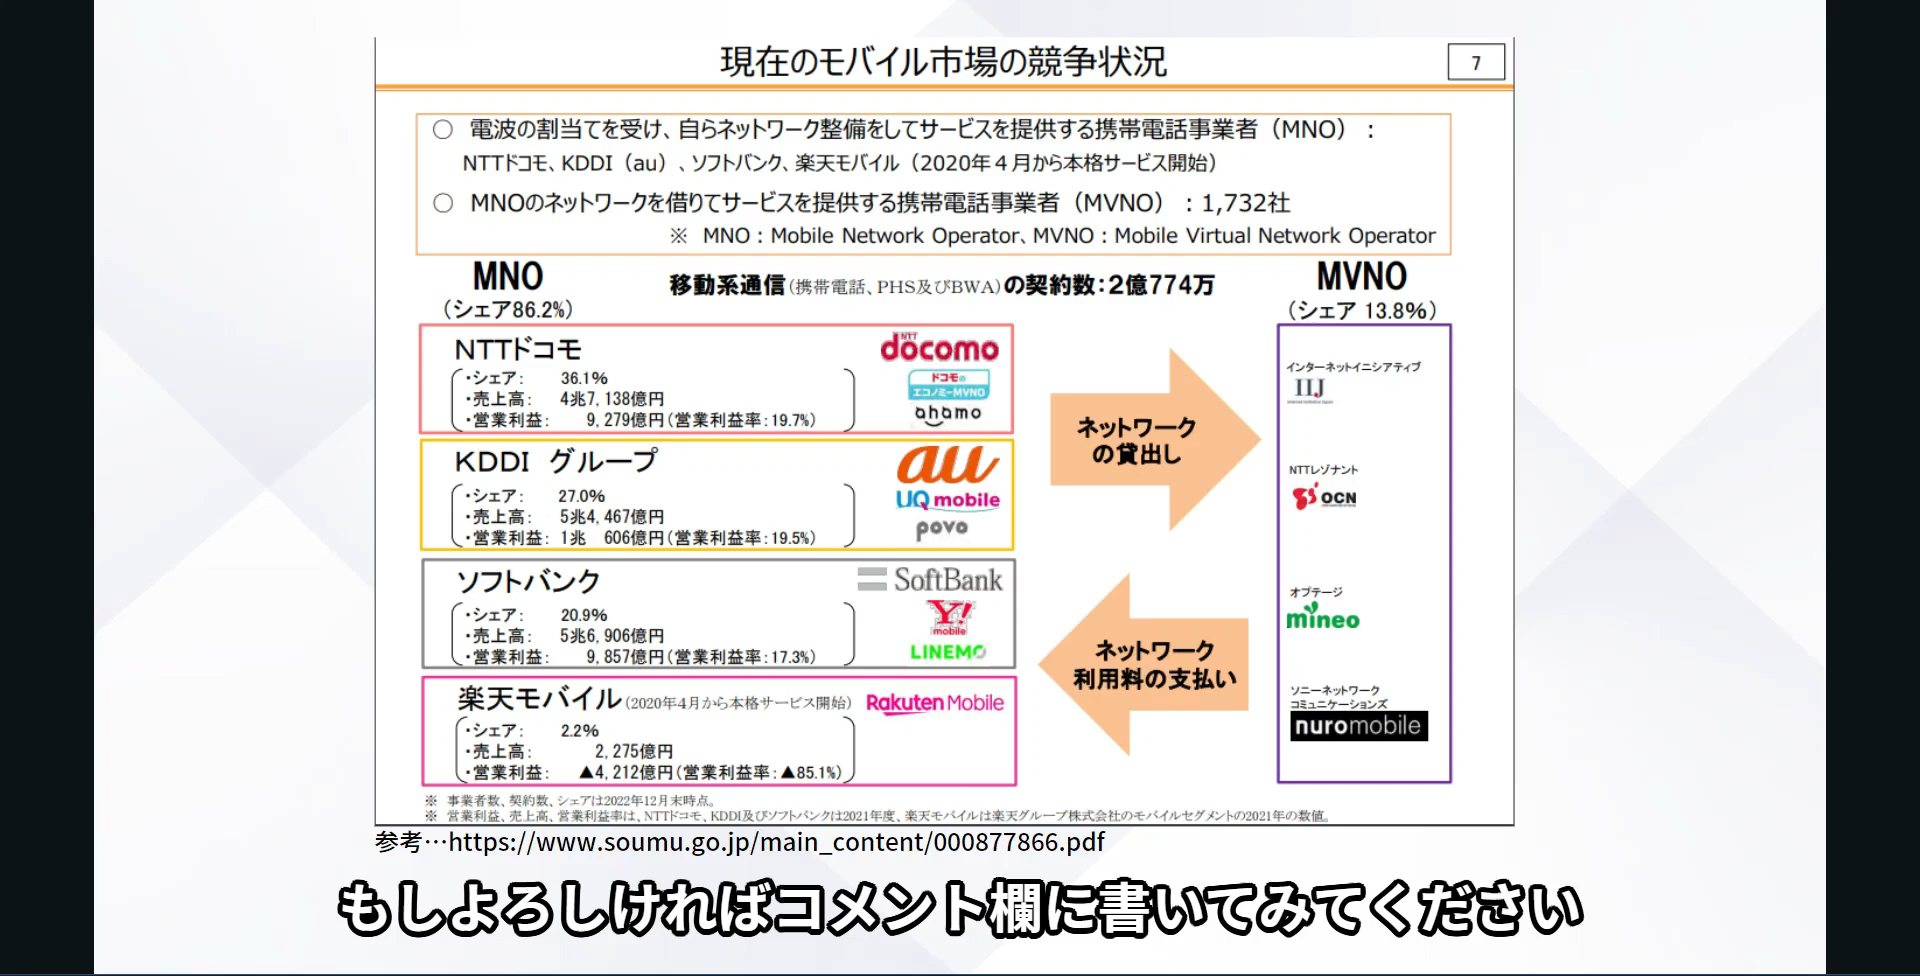 現在のモバイル市場の競争状況
7
○ 電波の割当てを受け、自らネットワーク整備をしてサービスを提供する携帯電話事業者（MNO）：
NTTドコモ、KDDI（au）、ソフトバンク、楽天モバイル（2020年４月から本格サービス開始）
○ MNOのネットワークを借りてサービスを提供する携帯電話事業者（MVNO）：1,732社
※ MNO：Mobile Network Operator、MVNO：Mobile Virtual Network Operator
MNO
（シェア86.2%）
移動系通信（携帯電話、PHS及びBWA）の契約数：2億774万
MVNO
（シェア 13.8%）
NTTドコモ
・シェア： 36.1%
・売上高： 4兆7,138億円
・営業利益： 9,279億円（営業利益率：19.7%）
NTT
docomo
ドコモの
エコノミーMVNO
ahamo
KDDI グループ
・シェア： 27.0%
・売上高： 5兆4,467億円
・営業利益： 1兆 606億円（営業利益率：19.5%）
au
UQ mobile
povo
ソフトバンク
・シェア： 20.9%
・売上高： 5兆6,906億円
・営業利益： 9,857億円（営業利益率：17.3%）
SoftBank
Y!
mobile
LINEMO
楽天モバイル（2020年4月から本格サービス開始）
・シェア： 2.2%
・売上高： 2,275億円
・営業利益： ▲4,212億円（営業利益率：▲85.1%）
Rakuten Mobile
ネットワーク
の貸出し
ネットワーク
利用料の支払い
インターネットイニシアティブ
IIJ
NTTレゾナント
OCN
オプテージ
mineo
ソニーネットワーク
コミュニケーションズ
nuromobile
※ 事業者数、契約数、シェアは2022年12月末時点。
※ 営業利益、売上高、営業利益率は、NTTドコモ、KDDI及びソフトバンクは2021年度、楽天モバイルは楽天グループ株式会社のモバイルセグメントの2021年の数値。
参考…https://www.soumu.go.jp/main_content/000877866.pdf
もしよろしければコメント欄に書いてみてください